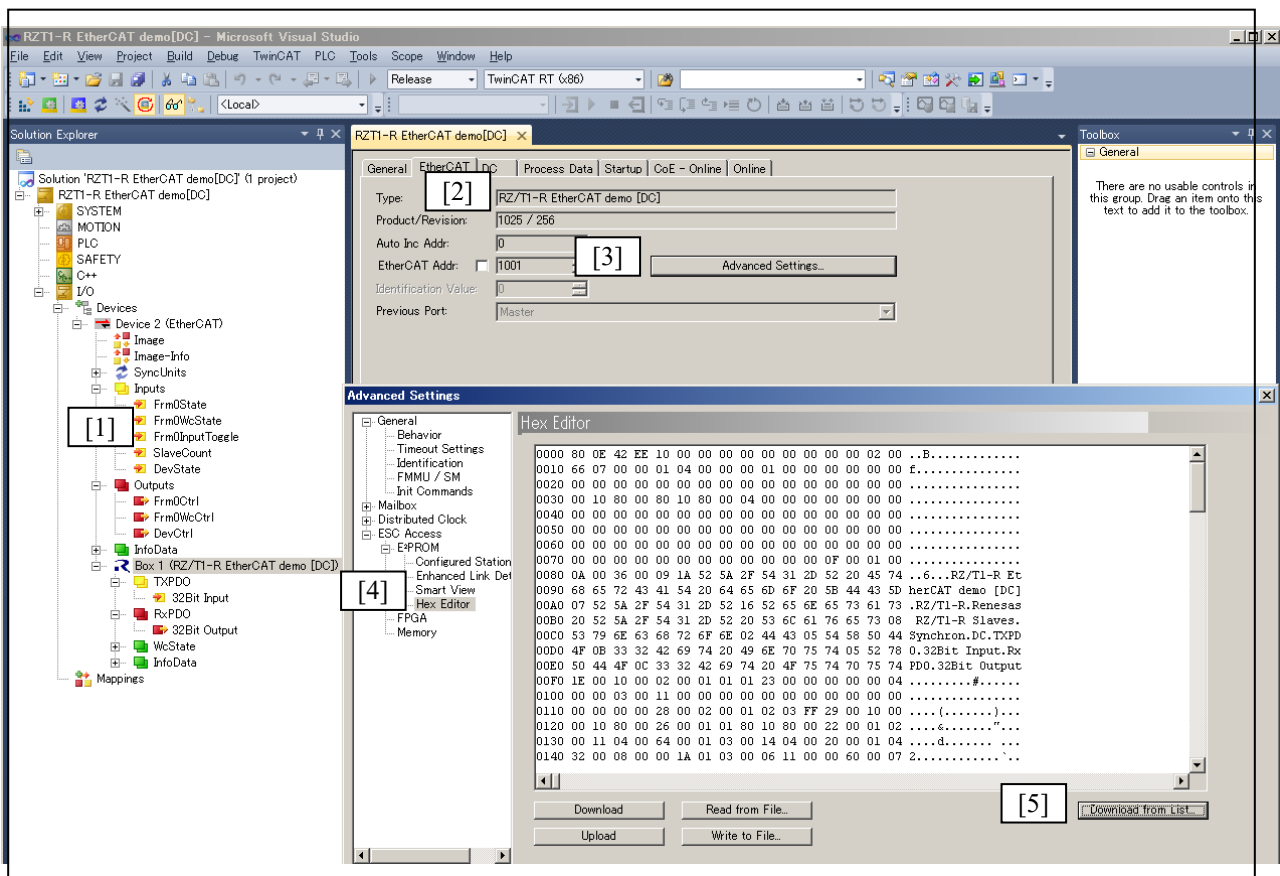 RZT1-R EtherCAT demo[DC] - Microsoft Visual Studio
File Edit View Project Build Debug TwinCAT PLC Tools Scope Window Help
Release TwinCAT RT (x86)
<Local>
Solution Explorer
Solution 'RZT1-R EtherCAT demo[DC]' (1 project)
RZT1-R EtherCAT demo[DC]
SYSTEM
MOTION
PLC
SAFETY
C++
I/O
Devices
Device 2 (EtherCAT)
Image
Image-Info
SyncUnits
Inputs
Frm0State
Frm0WcState
[1] Frm0InputToggle
SlaveCount
DevState
Outputs
Frm0Ctrl
Frm0WcCtrl
DevCtrl
InfoData
Box 1 (RZ/T1-R EtherCAT demo [DC])
TXPDO
32Bit Input
RxPDO
32Bit Output
WcState
InfoData
Mappings
RZT1-R EtherCAT demo[DC]
General EtherCAT DC Process Data Startup CoE - Online Online
[2]
Type: RZ/T1-R EtherCAT demo [DC]
Product/Revision: 1025 / 256
Auto Inc Addr: 0
[3]
EtherCAT Addr: 1001 Advanced Settings...
Identification Value: 0
Previous Port: Master
Toolbox
General
There are no usable controls in
this group. Drag an item onto this
text to add it to the toolbox.
Advanced Settings
General
Behavior
Timeout Settings
Identification
FMMU / SM
Init Commands
Mailbox
Distributed Clock
ESC Access
E²PROM
Configured Station
Enhanced Link Det
[4] Smart View
Hex Editor
FPGA
Memory
Hex Editor
0000 80 0E 42 EE 10 00 00 00 00 00 00 00 00 00 02 00 ..B.............
0010 66 07 00 00 01 04 00 00 00 01 00 00 00 00 00 00 f...............
0020 00 00 00 00 00 00 00 00 00 00 00 00 00 00 00 00 ................
0030 00 10 80 00 80 10 80 00 04 00 00 00 00 00 00 00 ................
0040 00 00 00 00 00 00 00 00 00 00 00 00 00 00 00 00 ................
0050 00 00 00 00 00 00 00 00 00 00 00 00 00 00 00 00 ................
0060 00 00 00 00 00 00 00 00 00 00 00 00 00 00 00 00 ................
0070 00 00 00 00 00 00 00 00 00 00 00 00 0F 00 01 00 ................
0080 0A 00 36 00 09 1A 52 5A 2F 54 31 2D 52 20 45 74 ..6...RZ/T1-R Et
0090 68 65 72 43 41 54 20 64 65 6D 6F 20 5B 44 43 5D herCAT demo [DC]
00A0 07 52 5A 2F 54 31 2D 52 16 52 65 6E 65 73 61 73 .RZ/T1-R.Renesas
00B0 20 52 5A 2F 54 31 2D 52 20 53 6C 61 76 65 73 08  RZ/T1-R Slaves.
00C0 53 79 6E 63 68 72 6F 6E 02 44 43 05 54 58 50 44 Synchron.DC.TXPD
00D0 4F 0B 33 32 42 69 74 20 49 6E 70 75 74 05 52 78 O.32Bit Input.Rx
00E0 50 44 4F 0C 33 32 42 69 74 20 4F 75 74 70 75 74 PDO.32Bit Output
00F0 1E 00 10 00 02 00 01 01 01 23 00 00 00 00 00 04 .........#......
0100 00 00 03 00 11 00 00 00 00 00 00 00 00 00 00 00 ................
0110 00 00 00 00 28 00 02 00 01 02 03 FF 29 00 10 00 ....(.......)...
0120 00 10 80 00 26 00 01 01 80 10 80 00 22 00 01 02 ....&......."...
0130 00 11 04 00 64 00 01 03 00 14 04 00 20 00 01 04 ....d....... ...
0140 32 00 08 00 00 1A 01 03 00 06 11 00 00 60 00 07 2............`..
[5]
Download Read from File... Download from List...
Upload Write to File...